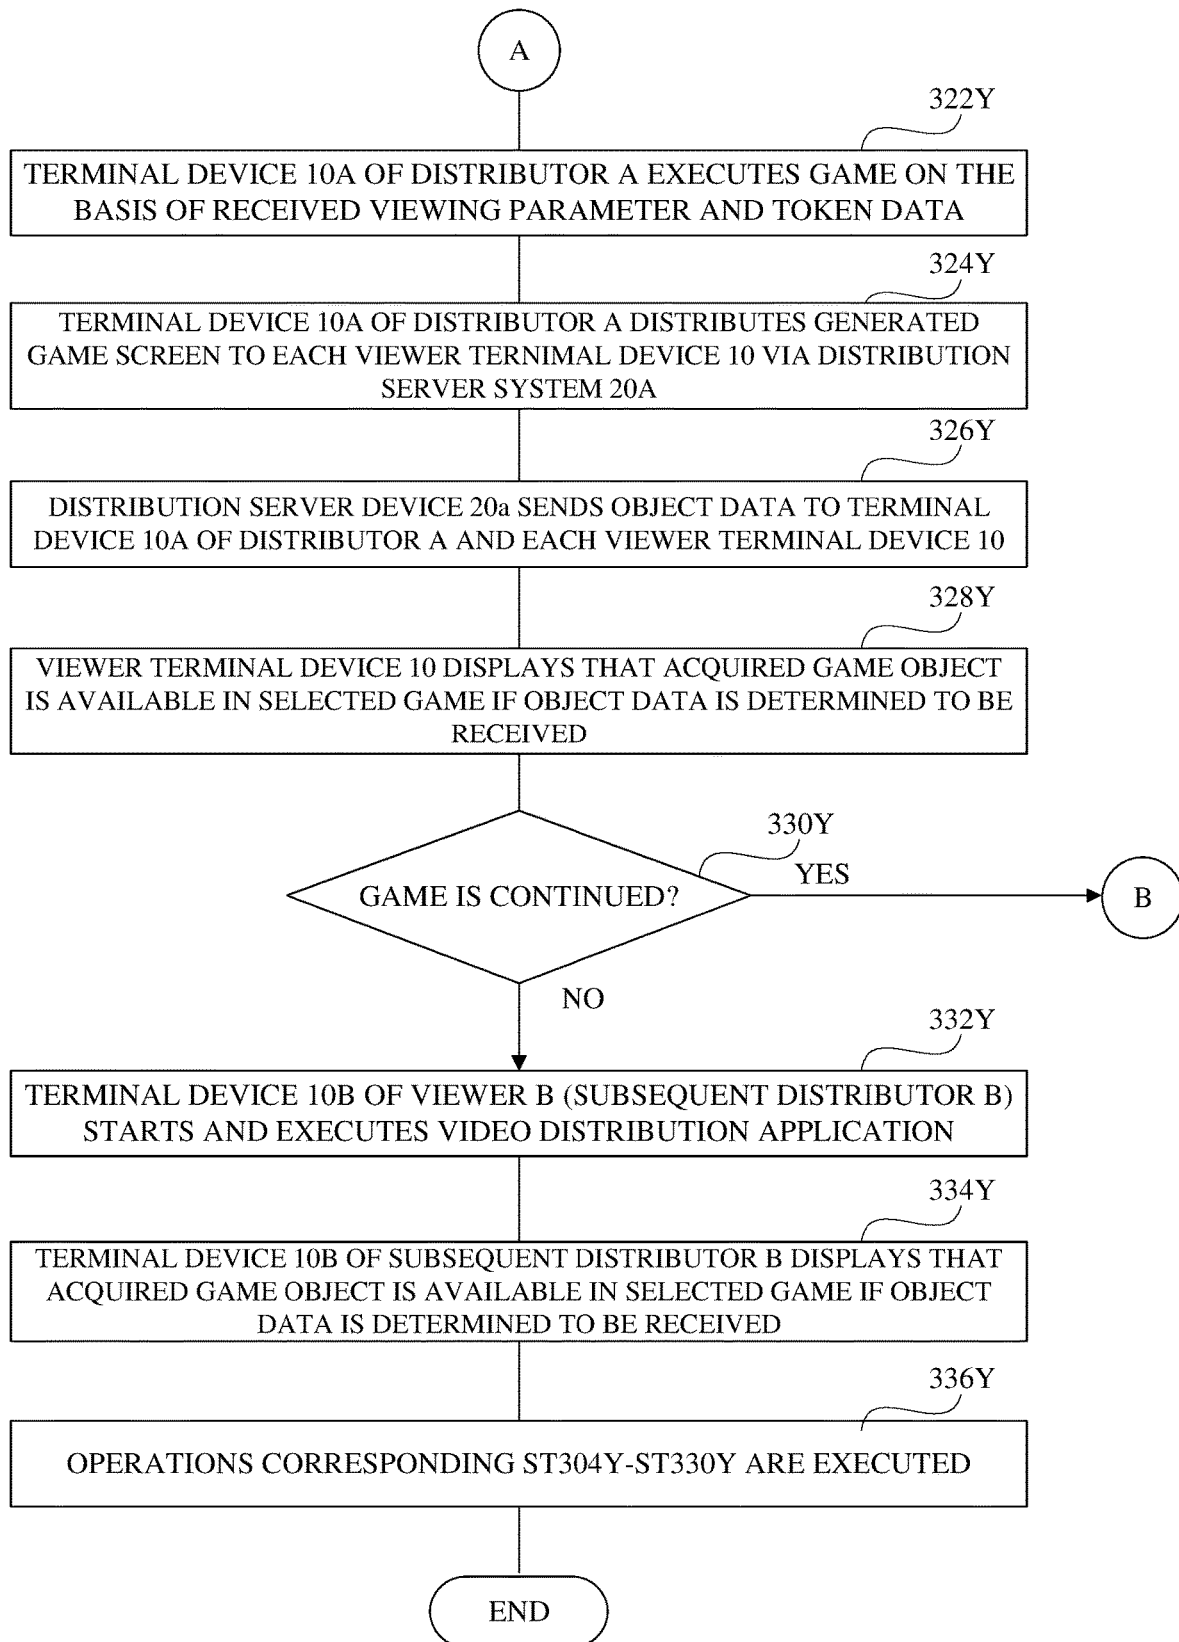 A
322Y
TERMINAL DEVICE 10A OF DISTRIBUTOR A EXECUTES GAME ON THE
BASIS OF RECEIVED VIEWING PARAMETER AND TOKEN DATA
324Y
TERMINAL DEVICE 10A OF DISTRIBUTOR A DISTRIBUTES GENERATED
GAME SCREEN TO EACH VIEWER TERNIMAL DEVICE 10 VIA DISTRIBUTION
SERVER SYSTEM 20A
326Y
DISTRIBUTION SERVER DEVICE 20a SENDS OBJECT DATA TO TERMINAL
DEVICE 10A OF DISTRIBUTOR A AND EACH VIEWER TERMINAL DEVICE 10
328Y
VIEWER TERMINAL DEVICE 10 DISPLAYS THAT ACQUIRED GAME OBJECT
IS AVAILABLE IN SELECTED GAME IF OBJECT DATA IS DETERMINED TO BE
RECEIVED
330Y
GAME IS CONTINUED?
YES
B
NO
332Y
TERMINAL DEVICE 10B OF VIEWER B (SUBSEQUENT DISTRIBUTOR B)
STARTS AND EXECUTES VIDEO DISTRIBUTION APPLICATION
334Y
TERMINAL DEVICE 10B OF SUBSEQUENT DISTRIBUTOR B DISPLAYS THAT
ACQUIRED GAME OBJECT IS AVAILABLE IN SELECTED GAME IF OBJECT
DATA IS DETERMINED TO BE RECEIVED
336Y
OPERATIONS CORRESPONDING ST304Y-ST330Y ARE EXECUTED
END